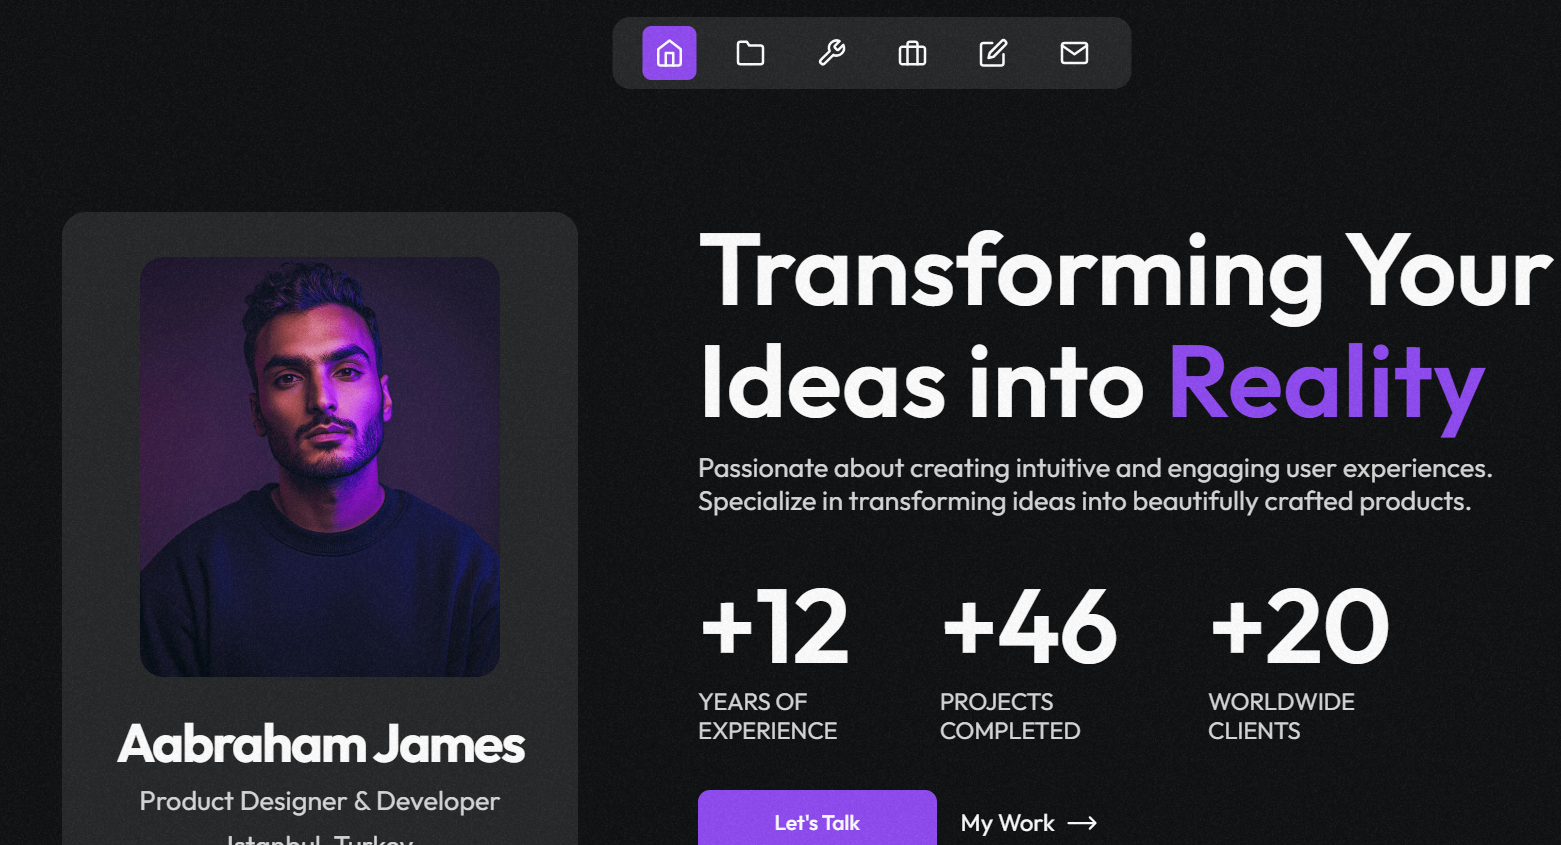 Transforming Your
Ideas into Reality
Passionate about creating intuitive and engaging user experiences.
Specialize in transforming ideas into beautifully crafted products.
+12
YEARS OF
EXPERIENCE
+46
PROJECTS
COMPLETED
+20
WORLDWIDE
CLIENTS
Let's Talk
My Work
Aabraham James
Product Designer & Developer
Istanbul, Turkey